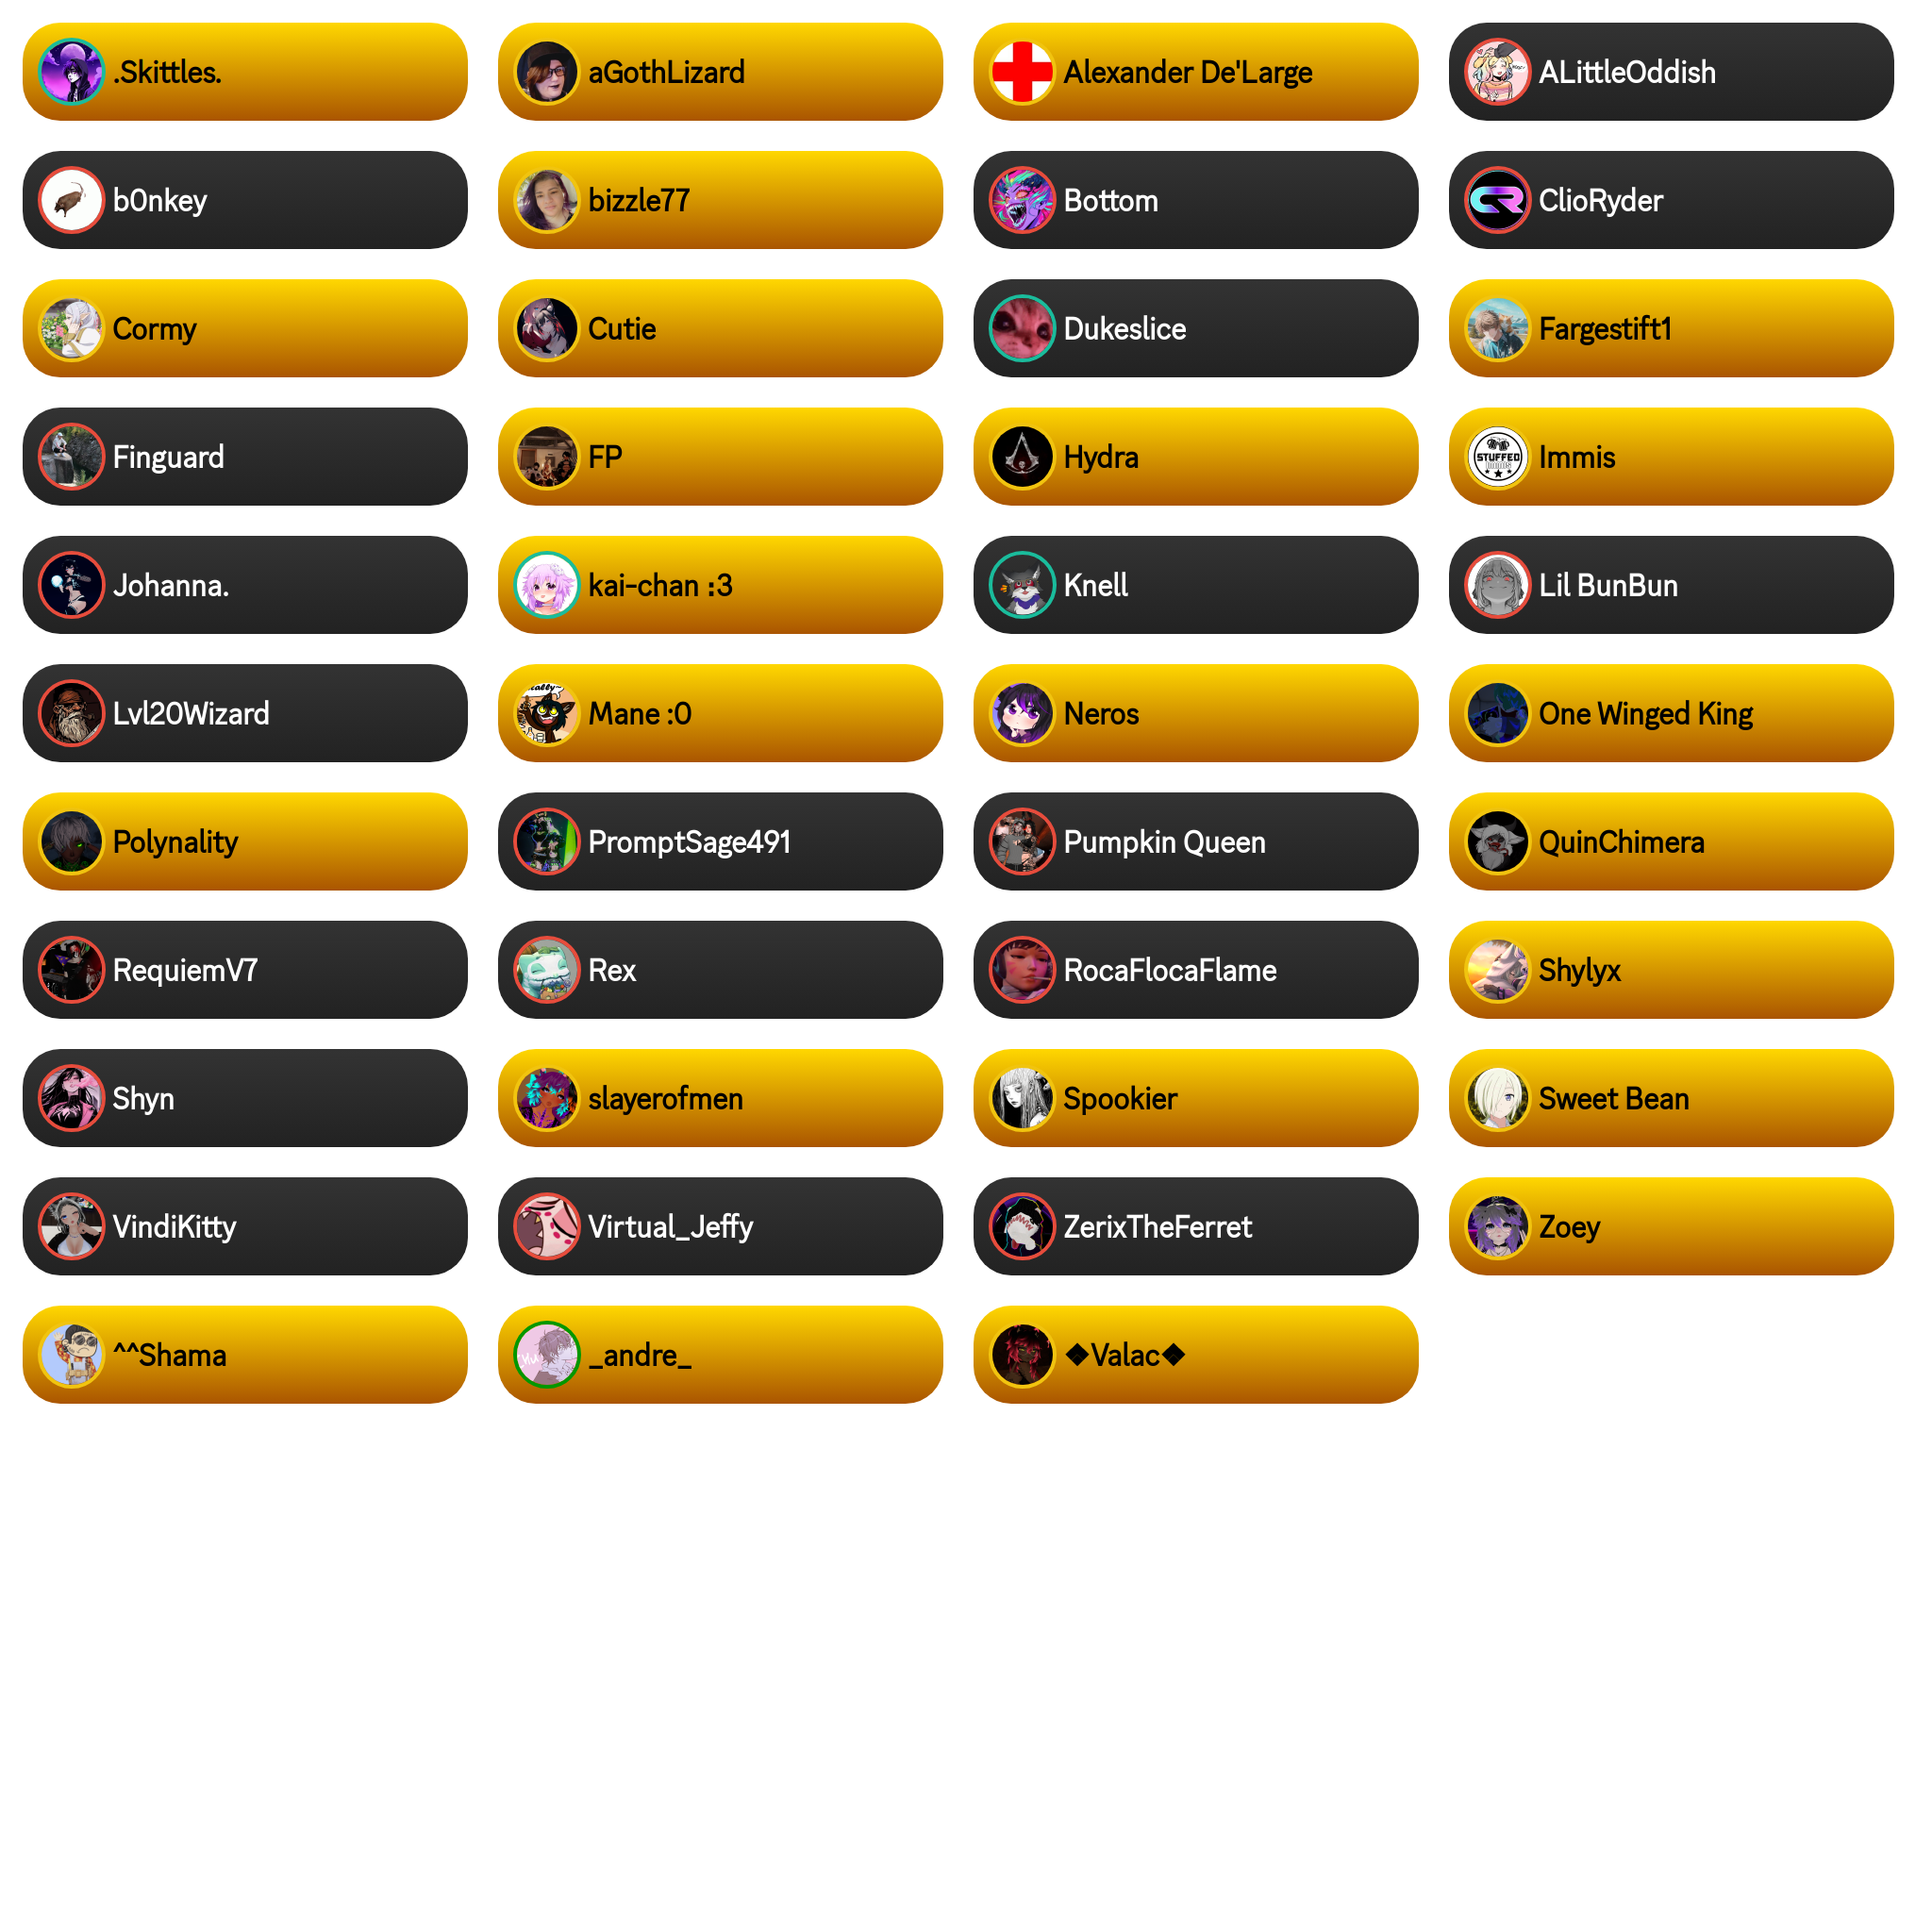 .Skittles.
aGothLizard
Alexander De'Large
ALittleOddish
b0nkey
bizzle77
Bottom
ClioRyder
CR
Cormy
Cutie
Dukeslice
Fargestift1
Finguard
FP
Hydra
STUFFED
Immis
Johanna.
kai-chan :3
Knell
Lil BunBun
Lvl20Wizard
Mane :0
Neros
One Winged King
Polynality
PromptSage491
Pumpkin Queen
QuinChimera
RequiemV7
Rex
RocaFlocaFlame
Shylyx
Shyn
slayerofmen
Spookier
Sweet Bean
VindiKitty
Virtual_Jeffy
ZerixTheFerret
Zoey
^^Shama
_andre_
❖Valac❖